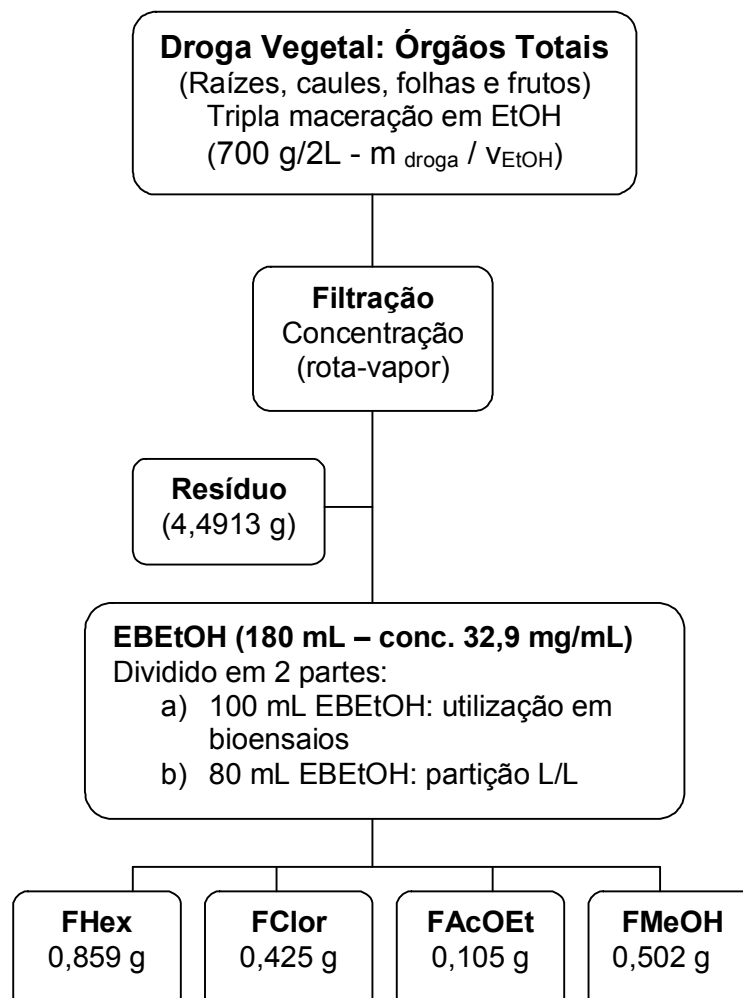 Droga Vegetal: Órgãos Totais
(Raízes, caules, folhas e frutos)
Tripla maceração em EtOH
(700 g/2L - m droga / vEtOH)
Filtração
Concentração
(rota-vapor)
Resíduo
(4,4913 g)
EBEtOH (180 mL – conc. 32,9 mg/mL)
Dividido em 2 partes:
a) 100 mL EBEtOH: utilização em
bioensaios
b) 80 mL EBEtOH: partição L/L
FHex
0,859 g
FClor
0,425 g
FAcOEt
0,105 g
FMeOH
0,502 g